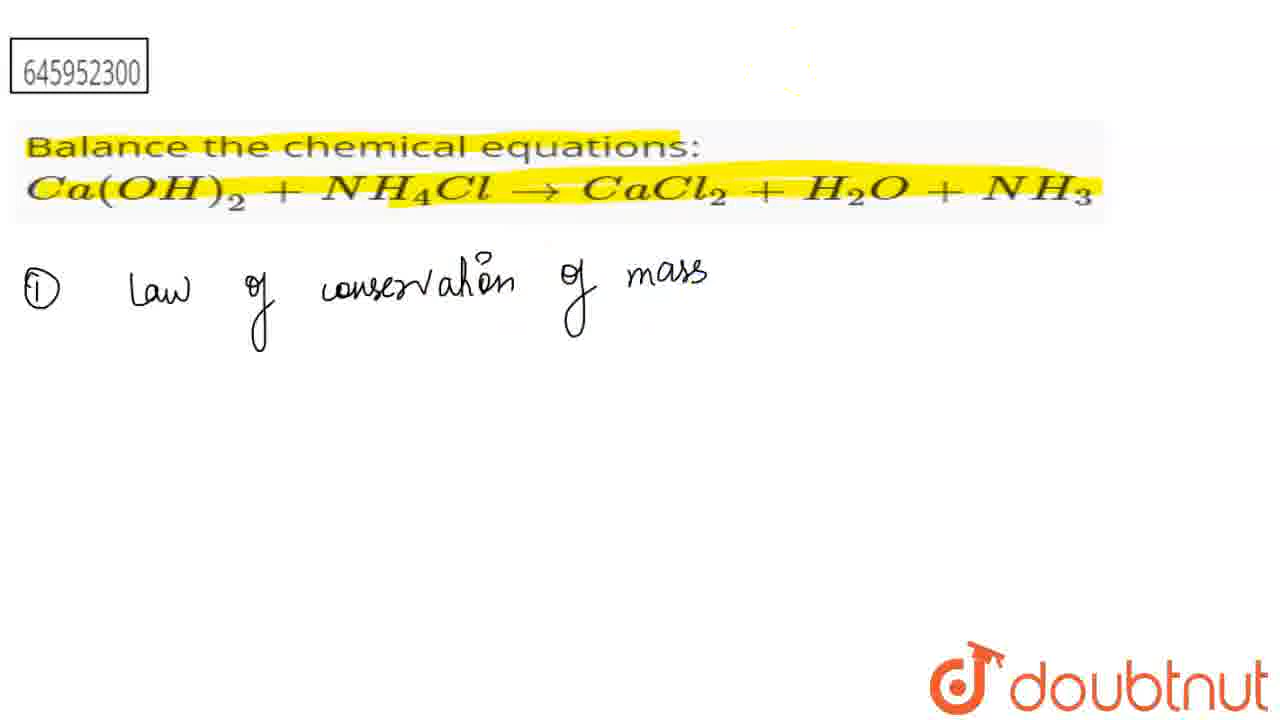 645952300
Balance the chemical equations:
Ca(OH)₂ + NH₄Cl → CaCl₂ + H₂O + NH₃
① Law of conservation of mass
doubtnut